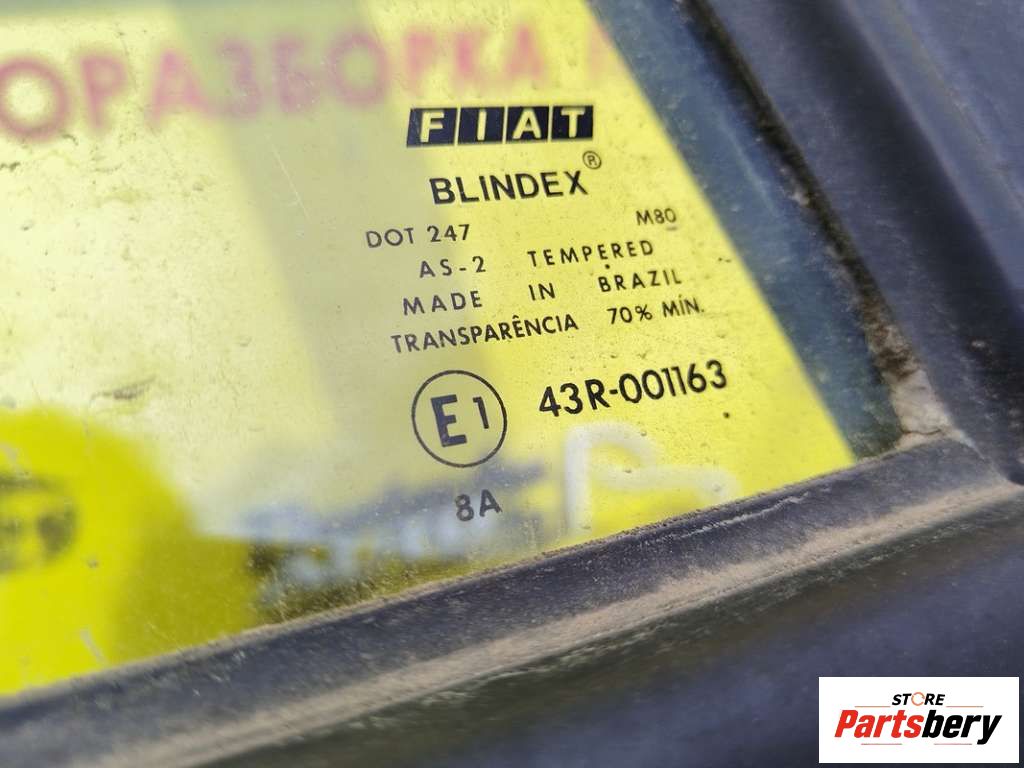 ОРАЗБОРКА
FIAT
BLINDEX®
DOT 247 M80
AS-2 TEMPERED
MADE IN BRAZIL
TRANSPARÊNCIA 70% MÍN.
E1 43R-001163
8A
STORE
Partsbery